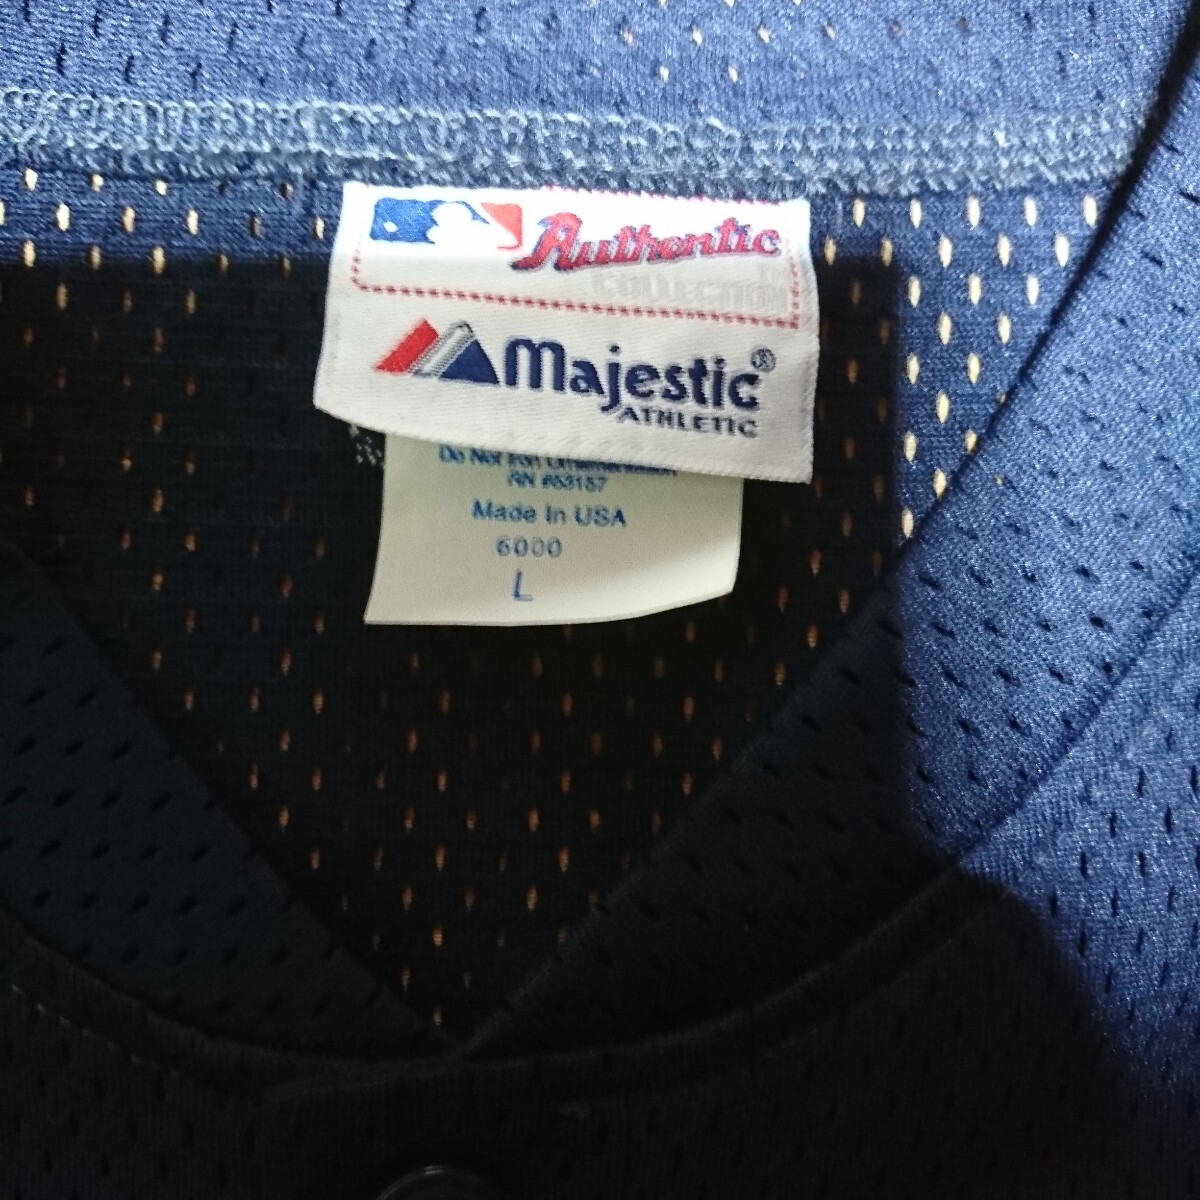 Authentic
COLLECTION
Majestic®
ATHLETIC
Do Not Iron Ornamentation
RN #53157
Made In USA
6000
L